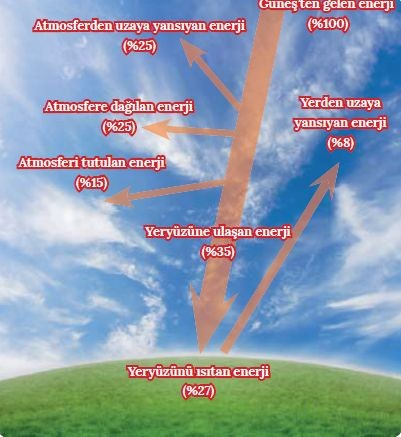 Güneş'ten gelen enerji
(%100)
Atmosferden uzaya yansıyan enerji
(%25)
Atmosfere dağılan enerji
(%25)
Yerden uzaya
yansıyan enerji
(%8)
Atmosferi tutulan enerji
(%15)
Yeryüzüne ulaşan enerji
(%35)
Yeryüzünü ısıtan enerji
(%27)